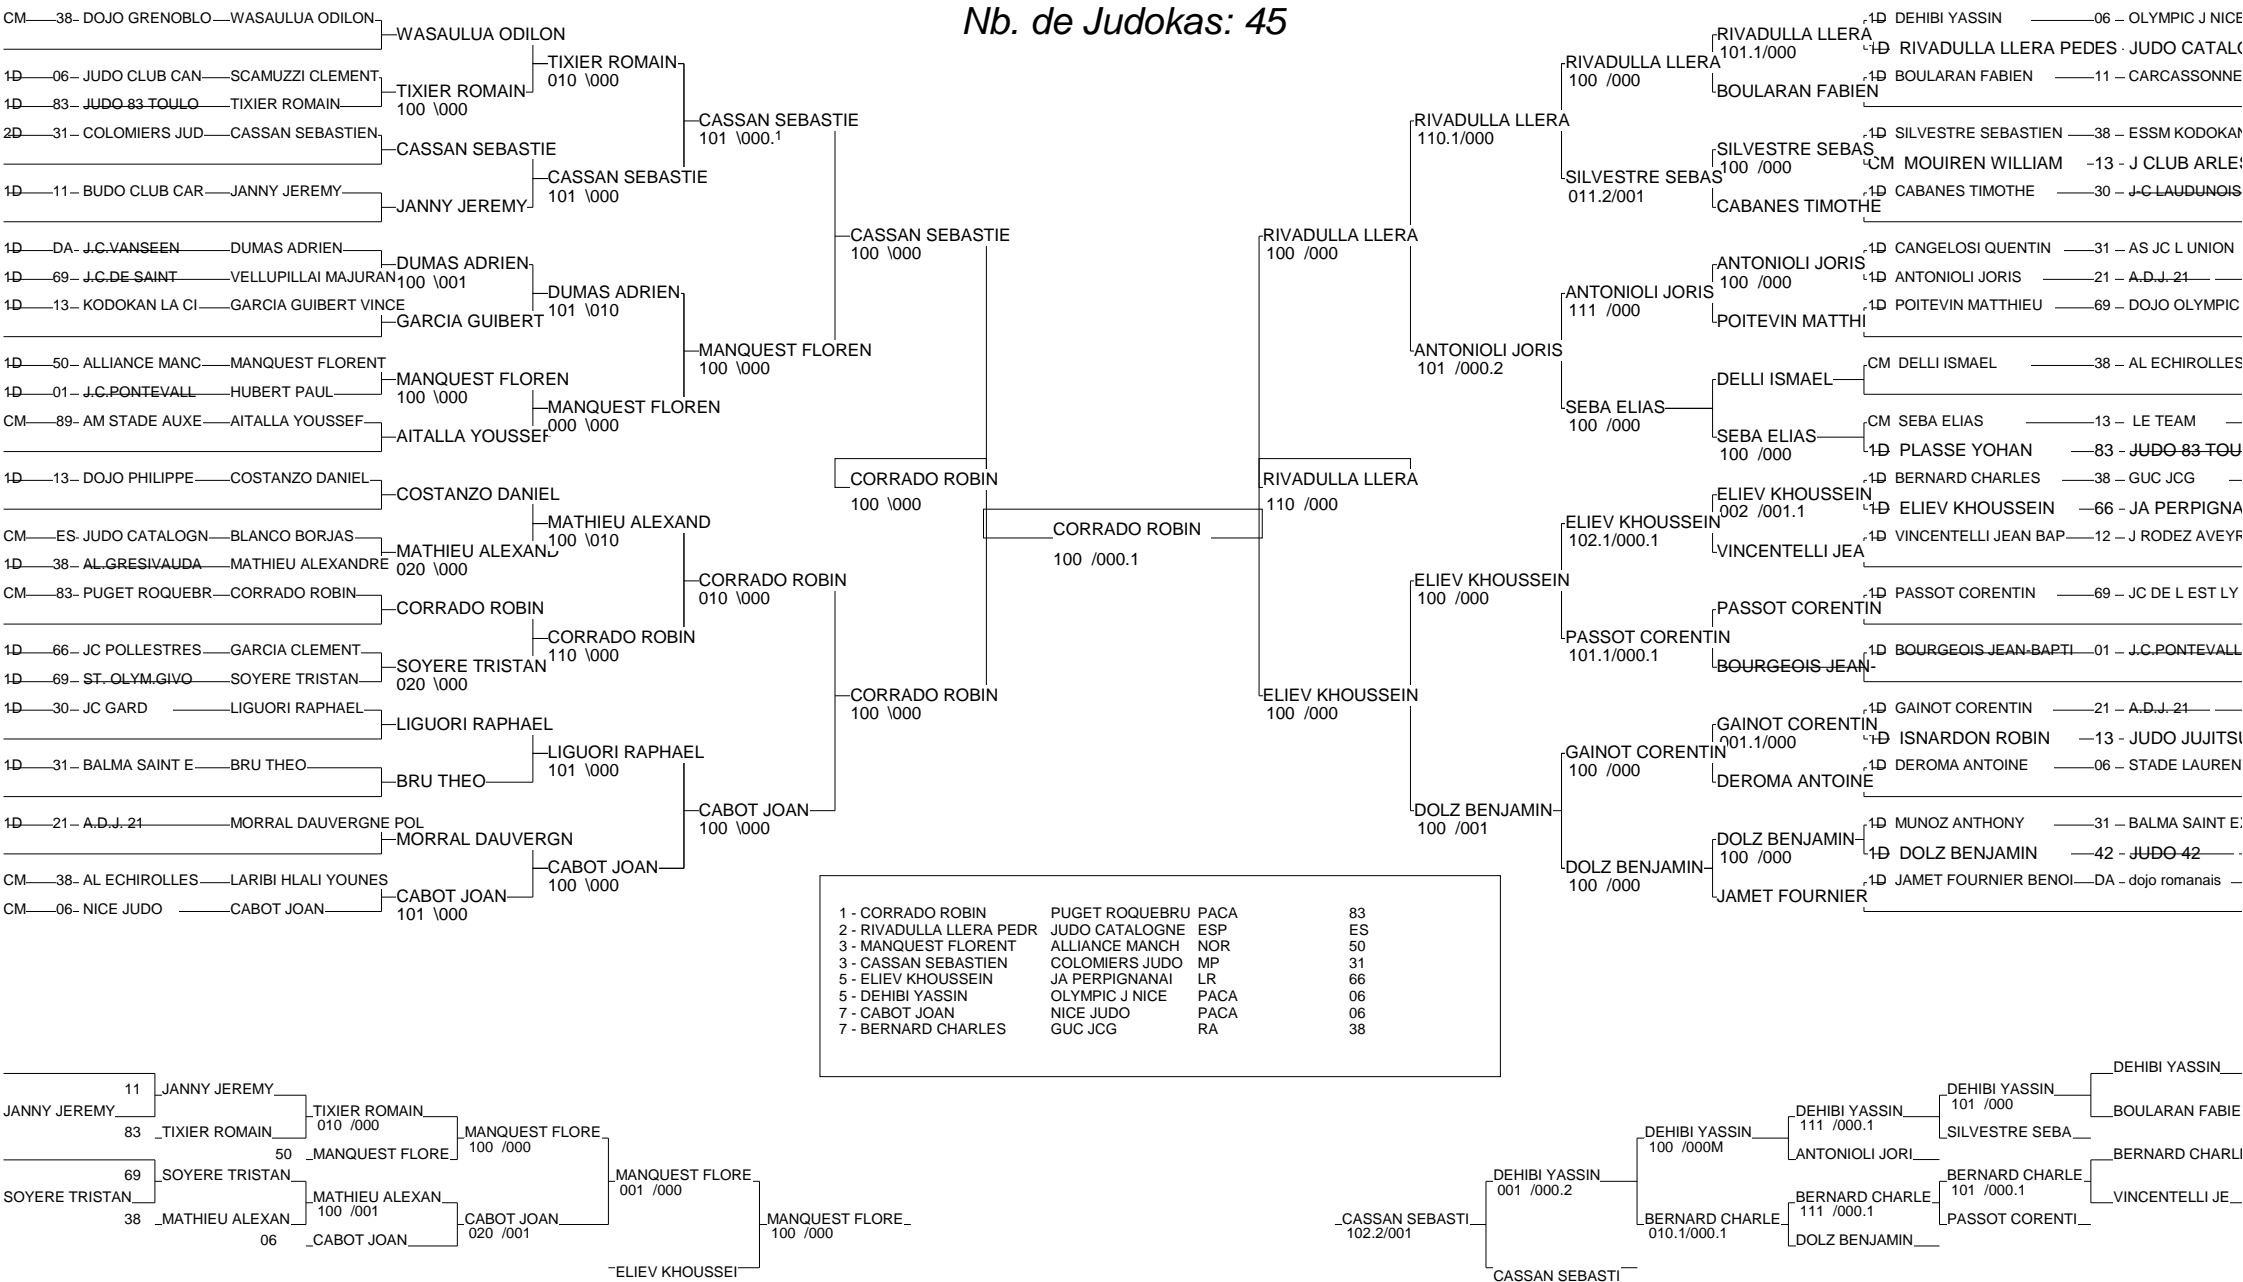 Nb. de Judokas: 45
CM 38- DOJO GRENOBLO WASAULUA ODILON
1D 06- JUDO CLUB CAN SCAMUZZI CLEMENT
1D 83- JUDO 83 TOULO TIXIER ROMAIN
2D 31- COLOMIERS JUD CASSAN SEBASTIEN
1D 11- BUDO CLUB CAR JANNY JEREMY
1D DA- J.C.VANSEEN DUMAS ADRIEN
1D 69- J.C.DE SAINT VELLUPILLAI MAJURAN
1D 13- KODOKAN LA CI GARCIA GUIBERT VINCE
1D 50- ALLIANCE MANC MANQUEST FLORENT
1D 01- J.C.PONTEVALL HUBERT PAUL
CM 89- AM STADE AUXE AITALLA YOUSSEF
1D 13- DOJO PHILIPPE COSTANZO DANIEL
CM ES- JUDO CATALOGN BLANCO BORJAS
1D 38- AL.GRESIVAUDA MATHIEU ALEXANDRE
CM 83- PUGET ROQUEBR CORRADO ROBIN
1D 66- JC POLLESTRES GARCIA CLEMENT
1D 69- ST. OLYM.GIVO SOYERE TRISTAN
1D 30- JC GARD LIGUORI RAPHAEL
1D 31- BALMA SAINT E BRU THEO
1D 21- A.D.J. 21 MORRAL DAUVERGNE POL
CM 38- AL ECHIROLLES LARIBI HLALI YOUNES
CM 06- NICE JUDO CABOT JOAN
WASAULUA ODILON
TIXIER ROMAIN
100 \000
CASSAN SEBASTIE
JANNY JEREMY
DUMAS ADRIEN
100 \001
GARCIA GUIBERT
MANQUEST FLOREN
100 \000
AITALLA YOUSSEF
COSTANZO DANIEL
MATHIEU ALEXAND
020 \000
CORRADO ROBIN
SOYERE TRISTAN
020 \000
LIGUORI RAPHAEL
BRU THEO
MORRAL DAUVERGN
CABOT JOAN
101 \000
TIXIER ROMAIN
010 \000
CASSAN SEBASTIE
101 \000
DUMAS ADRIEN
101 \010
MANQUEST FLOREN
000 \000
MATHIEU ALEXAND
100 \010
CORRADO ROBIN
110 \000
LIGUORI RAPHAEL
101 \000
CABOT JOAN
100 \000
CASSAN SEBASTIE
101 \000.1
MANQUEST FLOREN
100 \000
CORRADO ROBIN
010 \000
CABOT JOAN
100 \000
CASSAN SEBASTIE
100 \000
CORRADO ROBIN
100 \000
CORRADO ROBIN
100 \000
CORRADO ROBIN
100 /000.1
RIVADULLA LLERA
110 /000
RIVADULLA LLERA
100 /000
ELIEV KHOUSSEIN
100 /000
RIVADULLA LLERA
110.1/000
ANTONIOLI JORIS
101 /000.2
ELIEV KHOUSSEIN
100 /000
DOLZ BENJAMIN
100 /001
RIVADULLA LLERA
100 /000
SILVESTRE SEBAS
011.2/001
ANTONIOLI JORIS
111 /000
SEBA ELIAS
100 /000
ELIEV KHOUSSEIN
102.1/000.1
PASSOT CORENTIN
101.1/000.1
GAINOT CORENTIN
100 /000
DOLZ BENJAMIN
100 /000
RIVADULLA LLERA
101.1/000
BOULARAN FABIEN
SILVESTRE SEBAS
100 /000
CABANES TIMOTHE
ANTONIOLI JORIS
100 /000
POITEVIN MATTHI
DELLI ISMAEL
SEBA ELIAS
100 /000
ELIEV KHOUSSEIN
002 /001.1
VINCENTELLI JEA
PASSOT CORENTIN
BOURGEOIS JEAN-
GAINOT CORENTIN
001.1/000
DEROMA ANTOINE
DOLZ BENJAMIN
100 /000
JAMET FOURNIER
1D DEHIBI YASSIN 06 - OLYMPIC J NICE
1D RIVADULLA LLERA PEDES - JUDO CATALO
1D BOULARAN FABIEN 11 - CARCASSONNE
1D SILVESTRE SEBASTIEN 38 - ESSM KODOKAN
CM MOUIREN WILLIAM -13 - J CLUB ARLES
1D CABANES TIMOTHE 30 - J-C LAUDUNOIS
1D CANGELOSI QUENTIN 31 - AS JC L UNION
1D ANTONIOLI JORIS 21 - A.D.J. 21
1D POITEVIN MATTHIEU 69 - DOJO OLYMPIC
CM DELLI ISMAEL 38 - AL ECHIROLLES
CM SEBA ELIAS 13 - LE TEAM
1D PLASSE YOHAN 83 - JUDO 83 TOU
1D BERNARD CHARLES 38 - GUC JCG
1D ELIEV KHOUSSEIN 66 - JA PERPIGNA
1D VINCENTELLI JEAN BAP 12 - J RODEZ AVEYR
1D PASSOT CORENTIN 69 - JC DE L EST LY
1D BOURGEOIS JEAN-BAPTI 01 - J.C.PONTEVALL
1D GAINOT CORENTIN 21 - A.D.J. 21
1D ISNARDON ROBIN 13 - JUDO JUJITSU
1D DEROMA ANTOINE 06 - STADE LAUREN
1D MUNOZ ANTHONY 31 - BALMA SAINT EX
1D DOLZ BENJAMIN 42 - JUDO 42
1D JAMET FOURNIER BENOI DA - dojo romanais
1 - CORRADO ROBIN PUGET ROQUEBRU PACA 83
2 - RIVADULLA LLERA PEDR JUDO CATALOGNE ESP ES
3 - MANQUEST FLORENT ALLIANCE MANCH NOR 50
3 - CASSAN SEBASTIEN COLOMIERS JUDO MP 31
5 - ELIEV KHOUSSEIN JA PERPIGNANAI LR 66
5 - DEHIBI YASSIN OLYMPIC J NICE PACA 06
7 - CABOT JOAN NICE JUDO PACA 06
7 - BERNARD CHARLES GUC JCG RA 38
JANNY JEREMY
SOYERE TRISTAN
11 JANNY JEREMY
83 TIXIER ROMAIN
69 SOYERE TRISTAN
38 MATHIEU ALEXAN
TIXIER ROMAIN
010 /000
50 MANQUEST FLORE
MATHIEU ALEXAN
100 /001
06 CABOT JOAN
MANQUEST FLORE
100 /000
CABOT JOAN
020 /001
MANQUEST FLORE
001 /000
ELIEV KHOUSSEI
MANQUEST FLORE
100 /000
CASSAN SEBASTI
102.2/001
DEHIBI YASSIN
001 /000.2
CASSAN SEBASTI
DEHIBI YASSIN
100 /000M
BERNARD CHARLE
010.1/000.1
DEHIBI YASSIN
111 /000.1
ANTONIOLI JORI
BERNARD CHARLE
111 /000.1
DOLZ BENJAMIN
DEHIBI YASSIN
101 /000
SILVESTRE SEBA
BERNARD CHARLE
101 /000.1
PASSOT CORENTI
DEHIBI YASSIN
BOULARAN FABIE
BERNARD CHARLE
VINCENTELLI JE